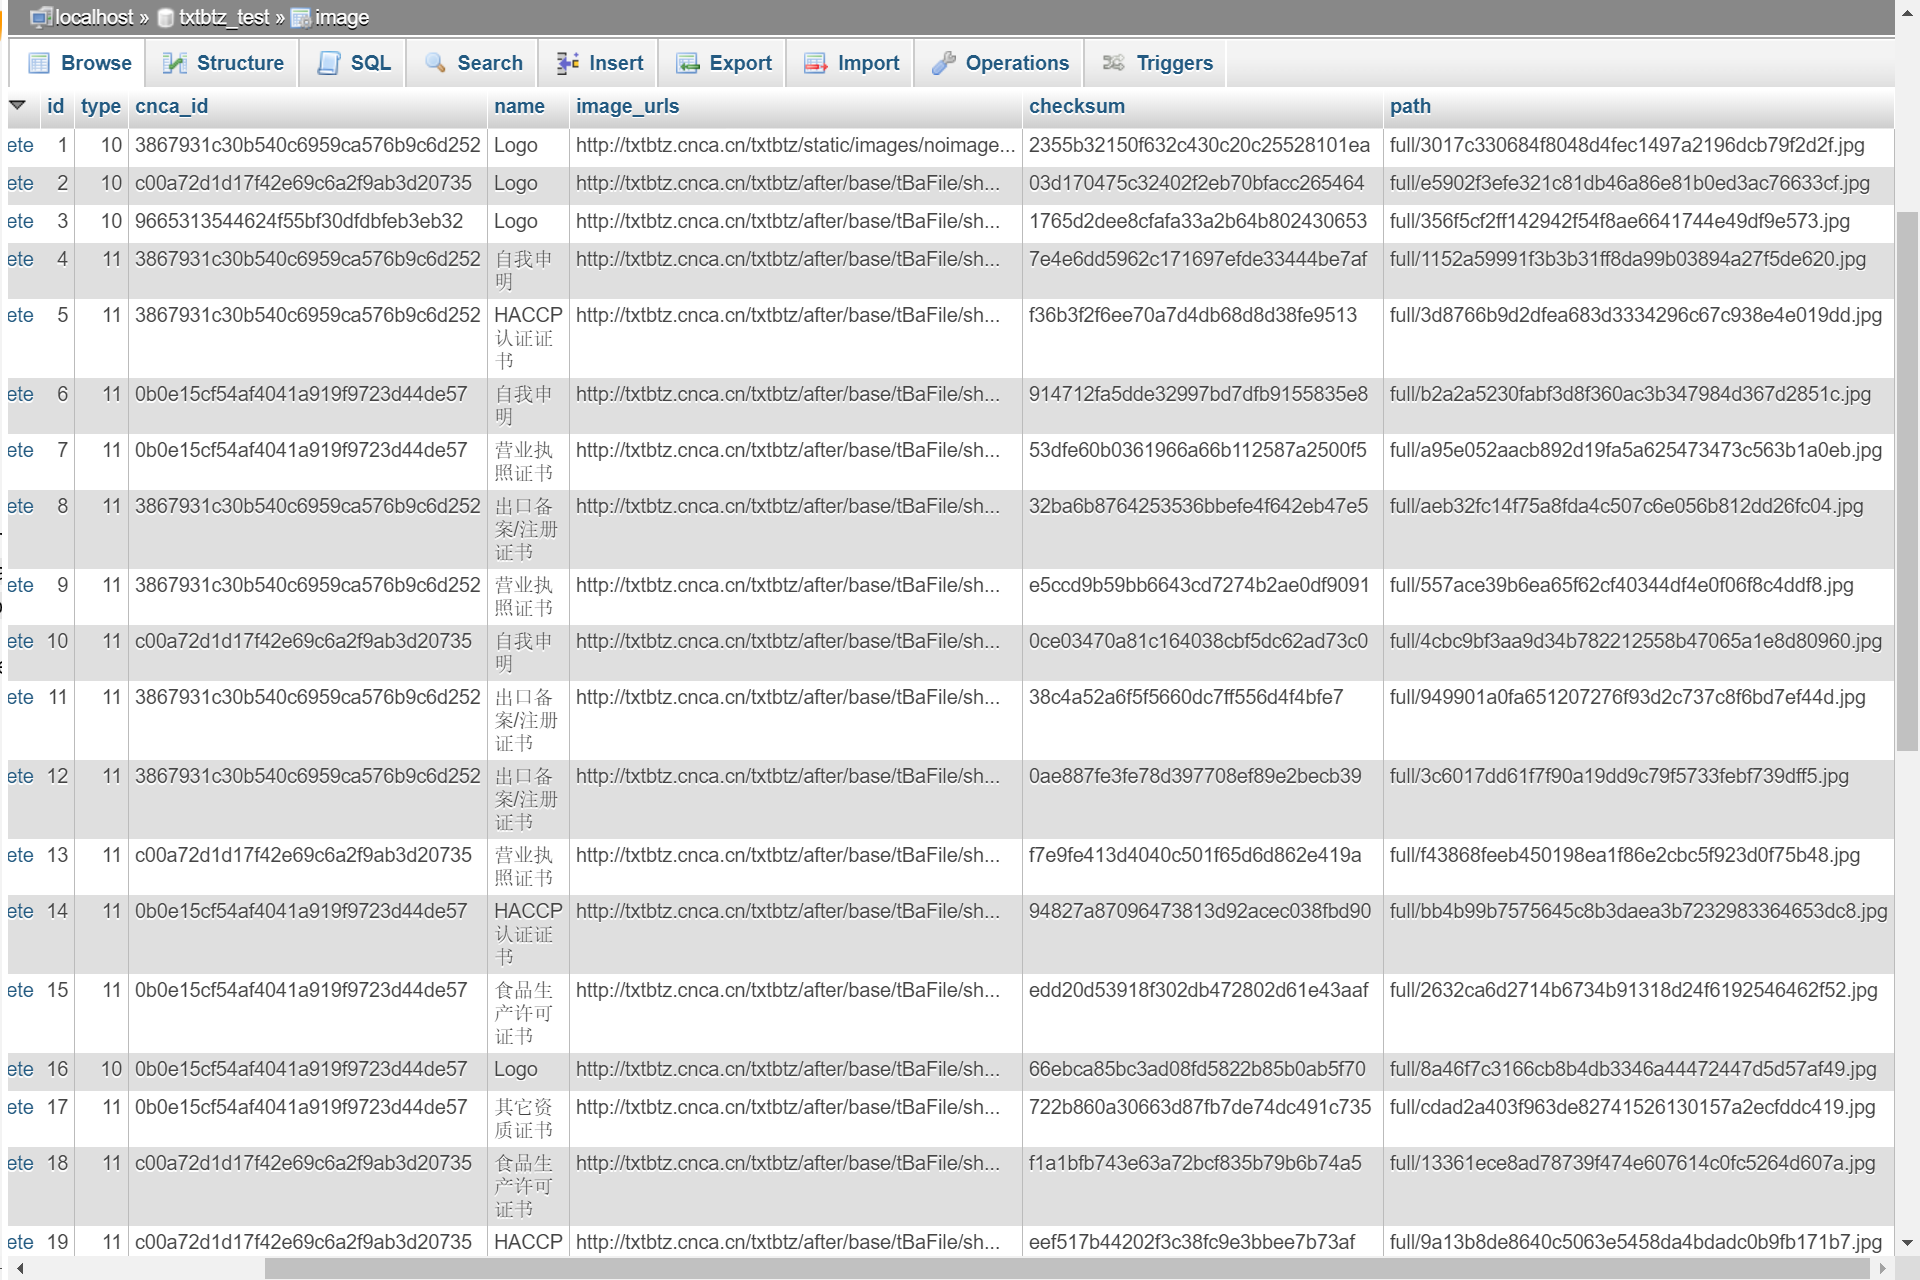 localhost » txtbtz_test » image
Browse Structure SQL Search Insert Export Import Operations Triggers
id type cnca_id name image_urls checksum path
ete 1 10 3867931c30b540c6959ca576b9c6d252 Logo http://txtbtz.cnca.cn/txtbtz/static/images/noimage... 2355b32150f632c430c20c25528101ea full/3017c330684f8048d4fec1497a2196dcb79f2d2f.jpg
ete 2 10 c00a72d1d17f42e69c6a2f9ab3d20735 Logo http://txtbtz.cnca.cn/txtbtz/after/base/tBaFile/sh... 03d170475c32402f2eb70bfacc265464 full/e5902f3efe321c81db46a86e81b0ed3ac76633cf.jpg
ete 3 10 9665313544624f55bf30dfdbfeb3eb32 Logo http://txtbtz.cnca.cn/txtbtz/after/base/tBaFile/sh... 1765d2dee8cfafa33a2b64b802430653 full/356f5cf2ff142942f54f8ae6641744e49df9e573.jpg
ete 4 11 3867931c30b540c6959ca576b9c6d252 自我申 http://txtbtz.cnca.cn/txtbtz/after/base/tBaFile/sh... 7e4e6dd5962c171697efde33444be7af full/1152a59991f3b3b31ff8da99b03894a27f5de620.jpg
明
ete 5 11 3867931c30b540c6959ca576b9c6d252 HACCP http://txtbtz.cnca.cn/txtbtz/after/base/tBaFile/sh... f36b3f2f6ee70a7d4db68d8d38fe9513 full/3d8766b9d2dfea683d3334296c67c938e4e019dd.jpg
认证证
书
ete 6 11 0b0e15cf54af4041a919f9723d44de57 自我申 http://txtbtz.cnca.cn/txtbtz/after/base/tBaFile/sh... 914712fa5dde32997bd7dfb9155835e8 full/b2a2a5230fabf3d8f360ac3b347984d367d2851c.jpg
明
ete 7 11 0b0e15cf54af4041a919f9723d44de57 营业执 http://txtbtz.cnca.cn/txtbtz/after/base/tBaFile/sh... 53dfe60b0361966a66b112587a2500f5 full/a95e052aacb892d19fa5a625473473c563b1a0eb.jpg
照证书
ete 8 11 3867931c30b540c6959ca576b9c6d252 出口备 http://txtbtz.cnca.cn/txtbtz/after/base/tBaFile/sh... 32ba6b8764253536bbefe4f642eb47e5 full/aeb32fc14f75a8fda4c507c6e056b812dd26fc04.jpg
案/注册
证书
ete 9 11 3867931c30b540c6959ca576b9c6d252 营业执 http://txtbtz.cnca.cn/txtbtz/after/base/tBaFile/sh... e5ccd9b59bb6643cd7274b2ae0df9091 full/557ace39b6ea65f62cf40344df4e0f06f8c4ddf8.jpg
照证书
ete 10 11 c00a72d1d17f42e69c6a2f9ab3d20735 自我申 http://txtbtz.cnca.cn/txtbtz/after/base/tBaFile/sh... 0ce03470a81c164038cbf5dc62ad73c0 full/4cbc9bf3aa9d34b782212558b47065a1e8d80960.jpg
明
ete 11 11 3867931c30b540c6959ca576b9c6d252 出口备 http://txtbtz.cnca.cn/txtbtz/after/base/tBaFile/sh... 38c4a52a6f5f5660dc7ff556d4f4bfe7 full/949901a0fa651207276f93d2c737c8f6bd7ef44d.jpg
案/注册
证书
ete 12 11 3867931c30b540c6959ca576b9c6d252 出口备 http://txtbtz.cnca.cn/txtbtz/after/base/tBaFile/sh... 0ae887fe3fe78d397708ef89e2becb39 full/3c6017dd61f7f90a19dd9c79f5733febf739dff5.jpg
案/注册
证书
ete 13 11 c00a72d1d17f42e69c6a2f9ab3d20735 营业执 http://txtbtz.cnca.cn/txtbtz/after/base/tBaFile/sh... f7e9fe413d4040c501f65d6d862e419a full/f43868feeb450198ea1f86e2cbc5f923d0f75b48.jpg
照证书
ete 14 11 0b0e15cf54af4041a919f9723d44de57 HACCP http://txtbtz.cnca.cn/txtbtz/after/base/tBaFile/sh... 94827a87096473813d92acec038fbd90 full/bb4b99b7575645c8b3daea3b7232983364653dc8.jpg
认证证
书
ete 15 11 0b0e15cf54af4041a919f9723d44de57 食品生 http://txtbtz.cnca.cn/txtbtz/after/base/tBaFile/sh... edd20d53918f302db472802d61e43aaf full/2632ca6d2714b6734b91318d24f6192546462f52.jpg
产许可
证书
ete 16 10 0b0e15cf54af4041a919f9723d44de57 Logo http://txtbtz.cnca.cn/txtbtz/after/base/tBaFile/sh... 66ebca85bc3ad08fd5822b85b0ab5f70 full/8a46f7c3166cb8b4db3346a44472447d5d57af49.jpg
ete 17 11 0b0e15cf54af4041a919f9723d44de57 其它资 http://txtbtz.cnca.cn/txtbtz/after/base/tBaFile/sh... 722b860a30663d87fb7de74dc491c735 full/cdad2a403f963de82741526130157a2ecfddc419.jpg
质证书
ete 18 11 c00a72d1d17f42e69c6a2f9ab3d20735 食品生 http://txtbtz.cnca.cn/txtbtz/after/base/tBaFile/sh... f1a1bfb743e63a72bcf835b79b6b74a5 full/13361ece8ad78739f474e607614c0fc5264d607a.jpg
产许可
证书
ete 19 11 c00a72d1d17f42e69c6a2f9ab3d20735 HACCP http://txtbtz.cnca.cn/txtbtz/after/base/tBaFile/sh... eef517b44202f3c38fc9e3bbee7b73af full/9a13b8de8640c5063e5458da4bdadc0b9fb171b7.jpg